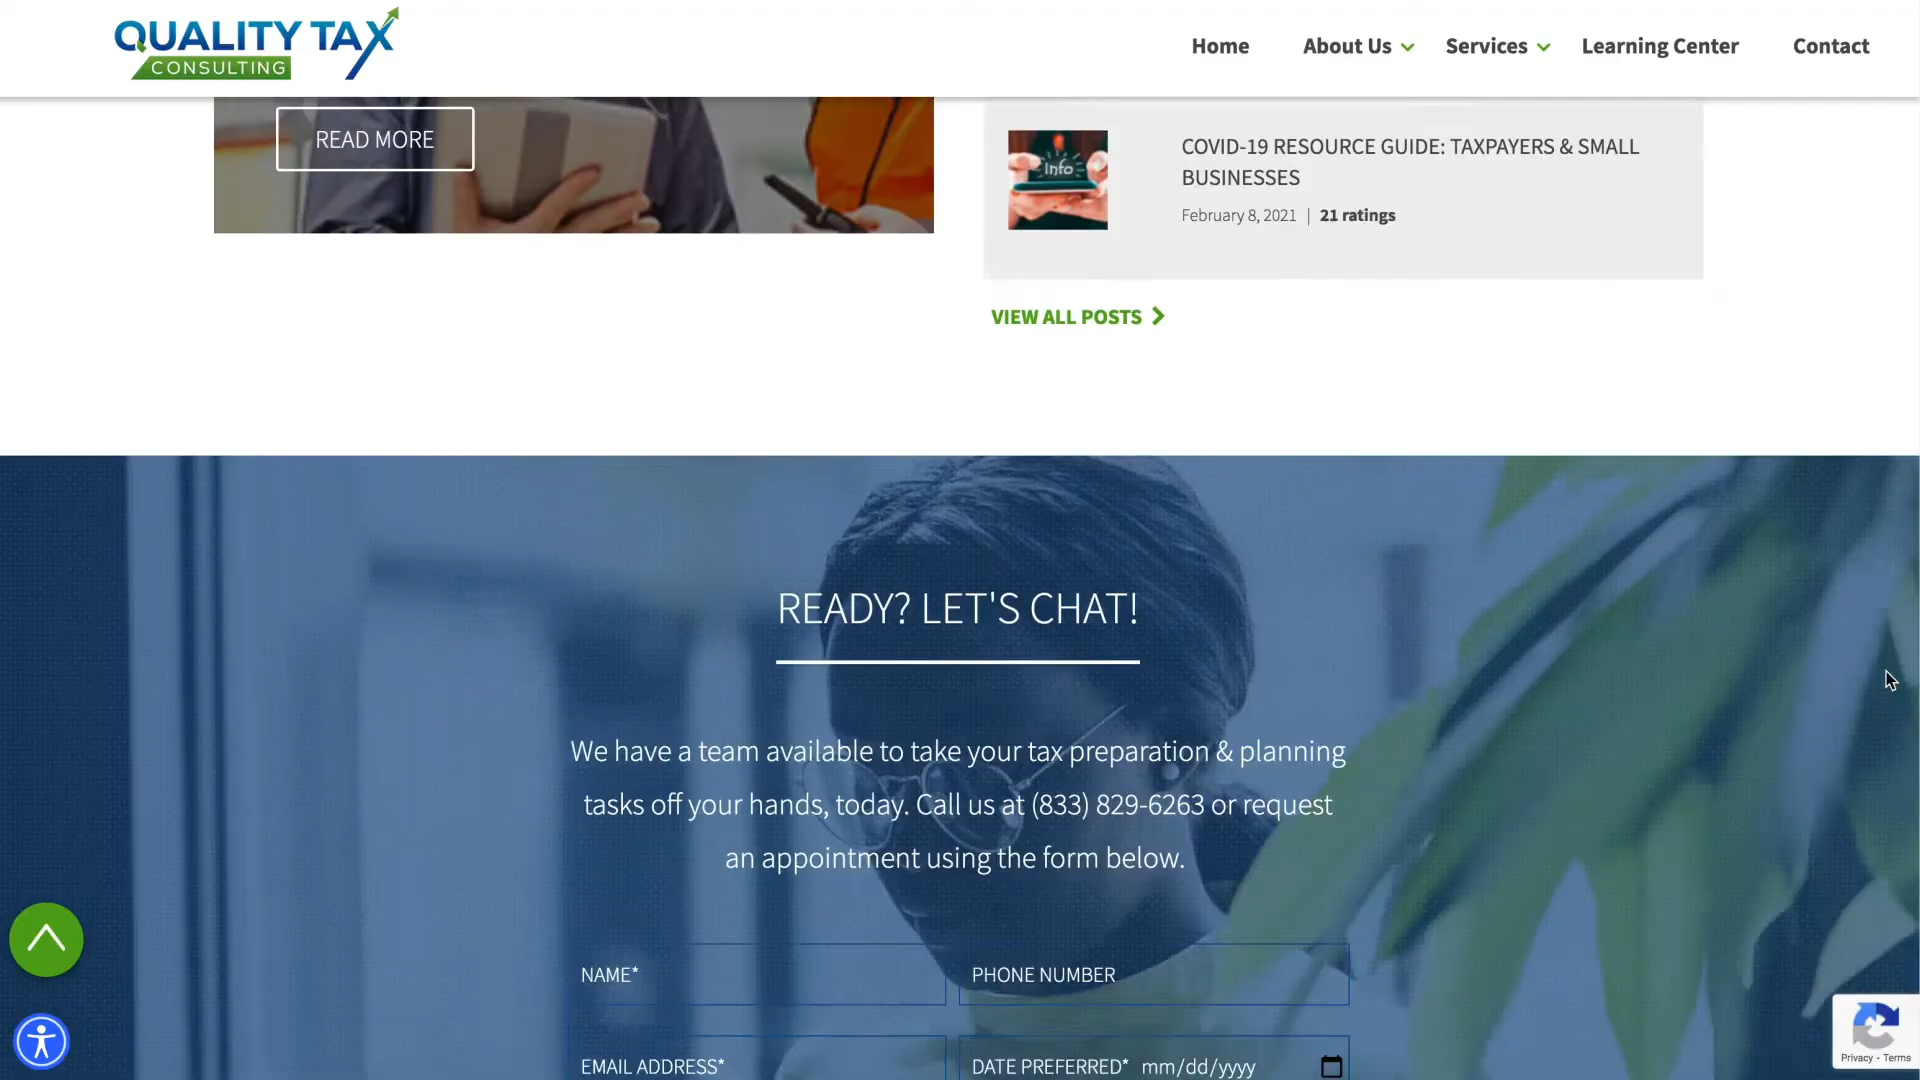 QUALITY TAX
CONSULTING
Home
About Us
Services
Learning Center
Contact
READ MORE
Info
COVID-19 RESOURCE GUIDE: TAXPAYERS & SMALL
BUSINESSES
February 8, 2021 | 21 ratings
VIEW ALL POSTS
READY? LET'S CHAT!
We have a team available to take your tax preparation & planning
tasks off your hands, today. Call us at (833) 829-6263 or request
an appointment using the form below.
NAME*
PHONE NUMBER
EMAIL ADDRESS*
DATE PREFERRED* mm/dd/yyyy
Privacy - Terms